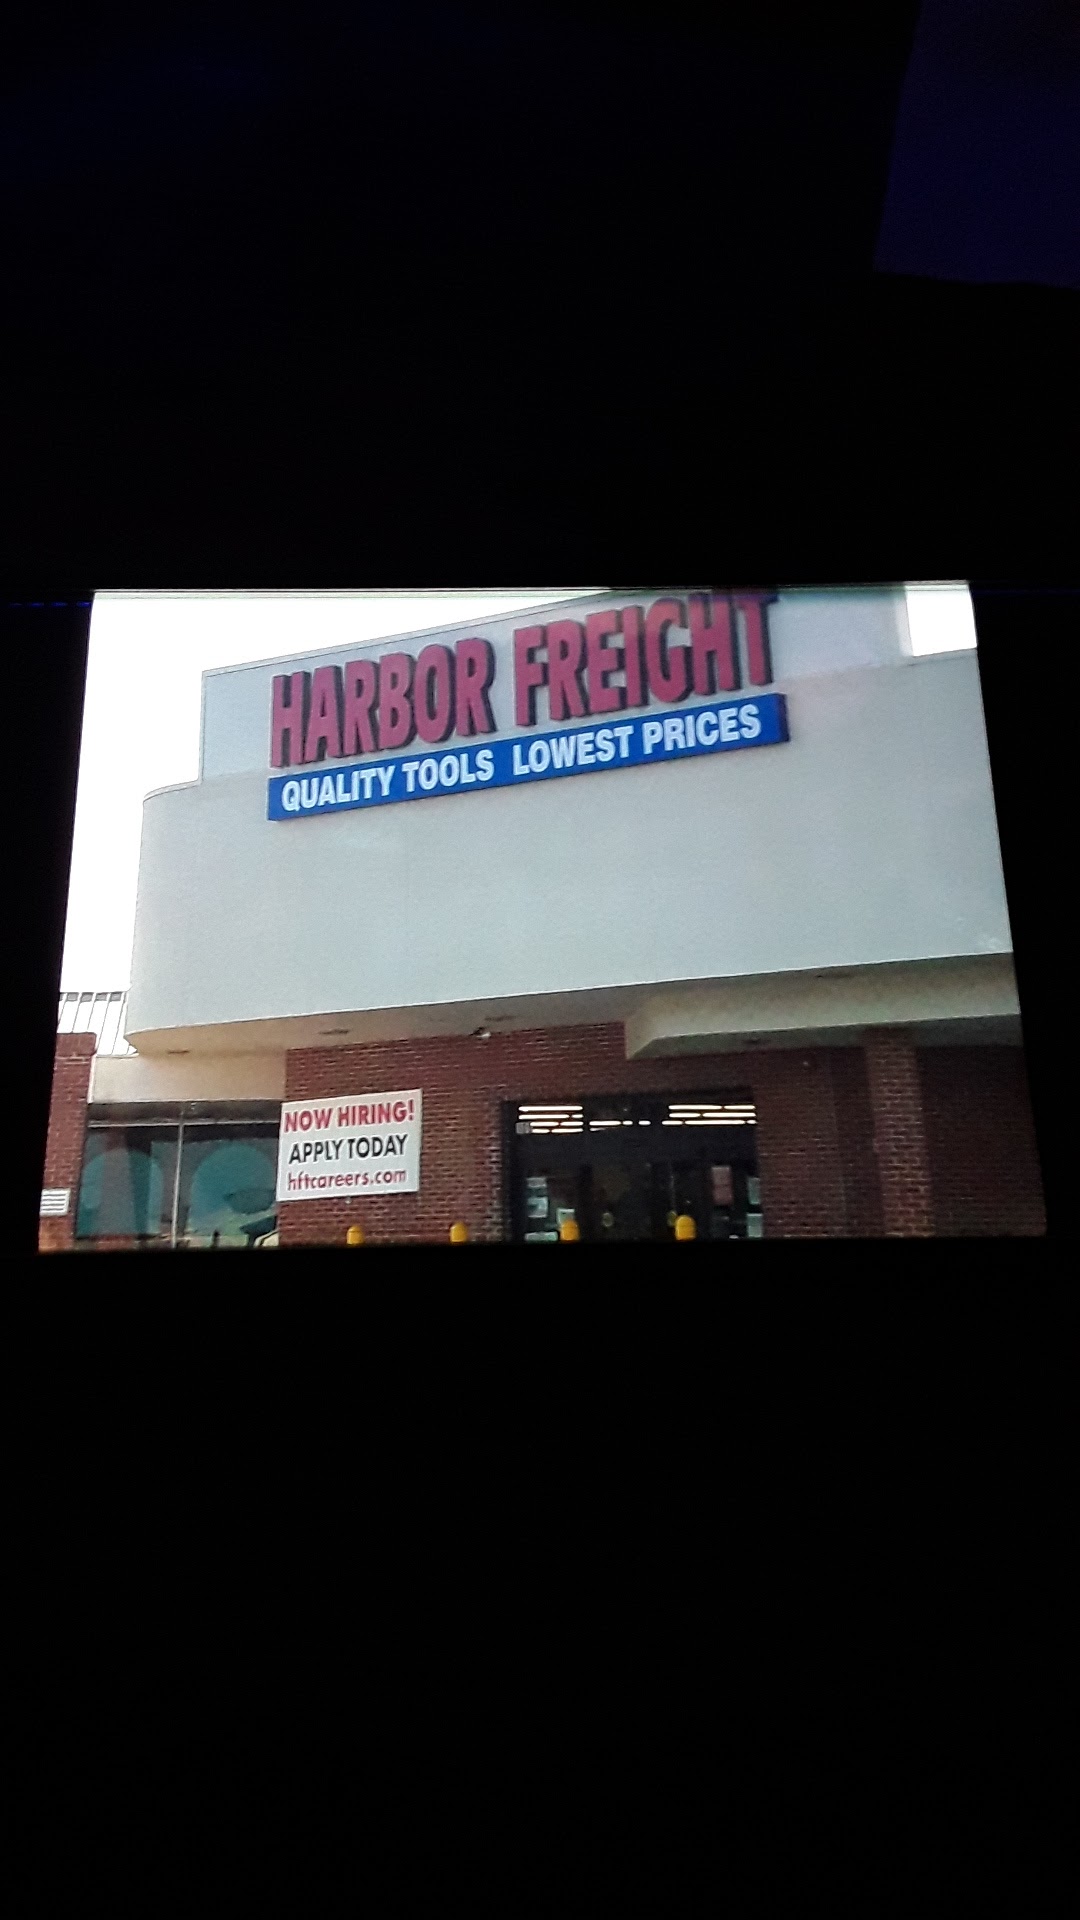 HARBOR FREIGHT
QUALITY TOOLS LOWEST PRICES
NOW HIRING!
APPLY TODAY
hftcareers.com